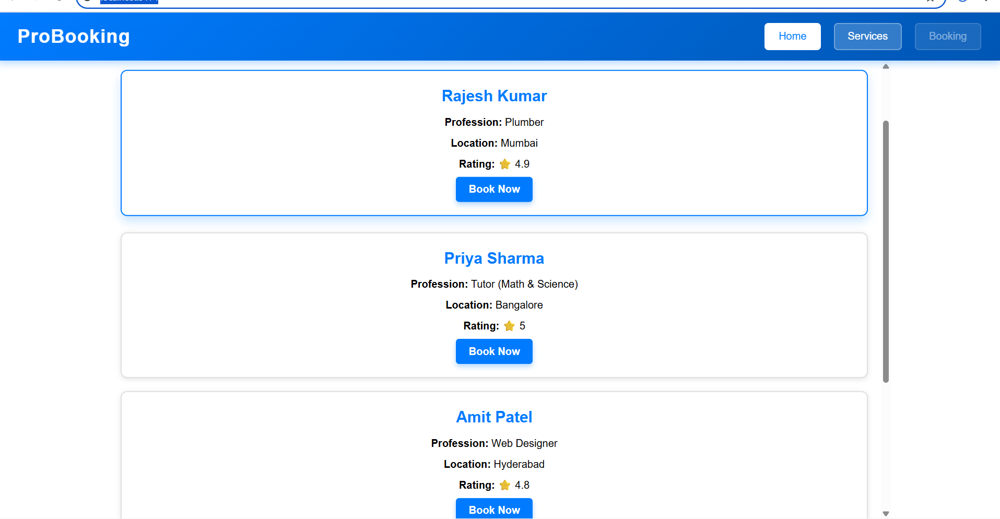 ProBooking
Home
Services
Booking
Rajesh Kumar
Profession: Plumber
Location: Mumbai
Rating: ⭐ 4.9
Book Now
Priya Sharma
Profession: Tutor (Math & Science)
Location: Bangalore
Rating: ⭐ 5
Book Now
Amit Patel
Profession: Web Designer
Location: Hyderabad
Rating: ⭐ 4.8
Book Now